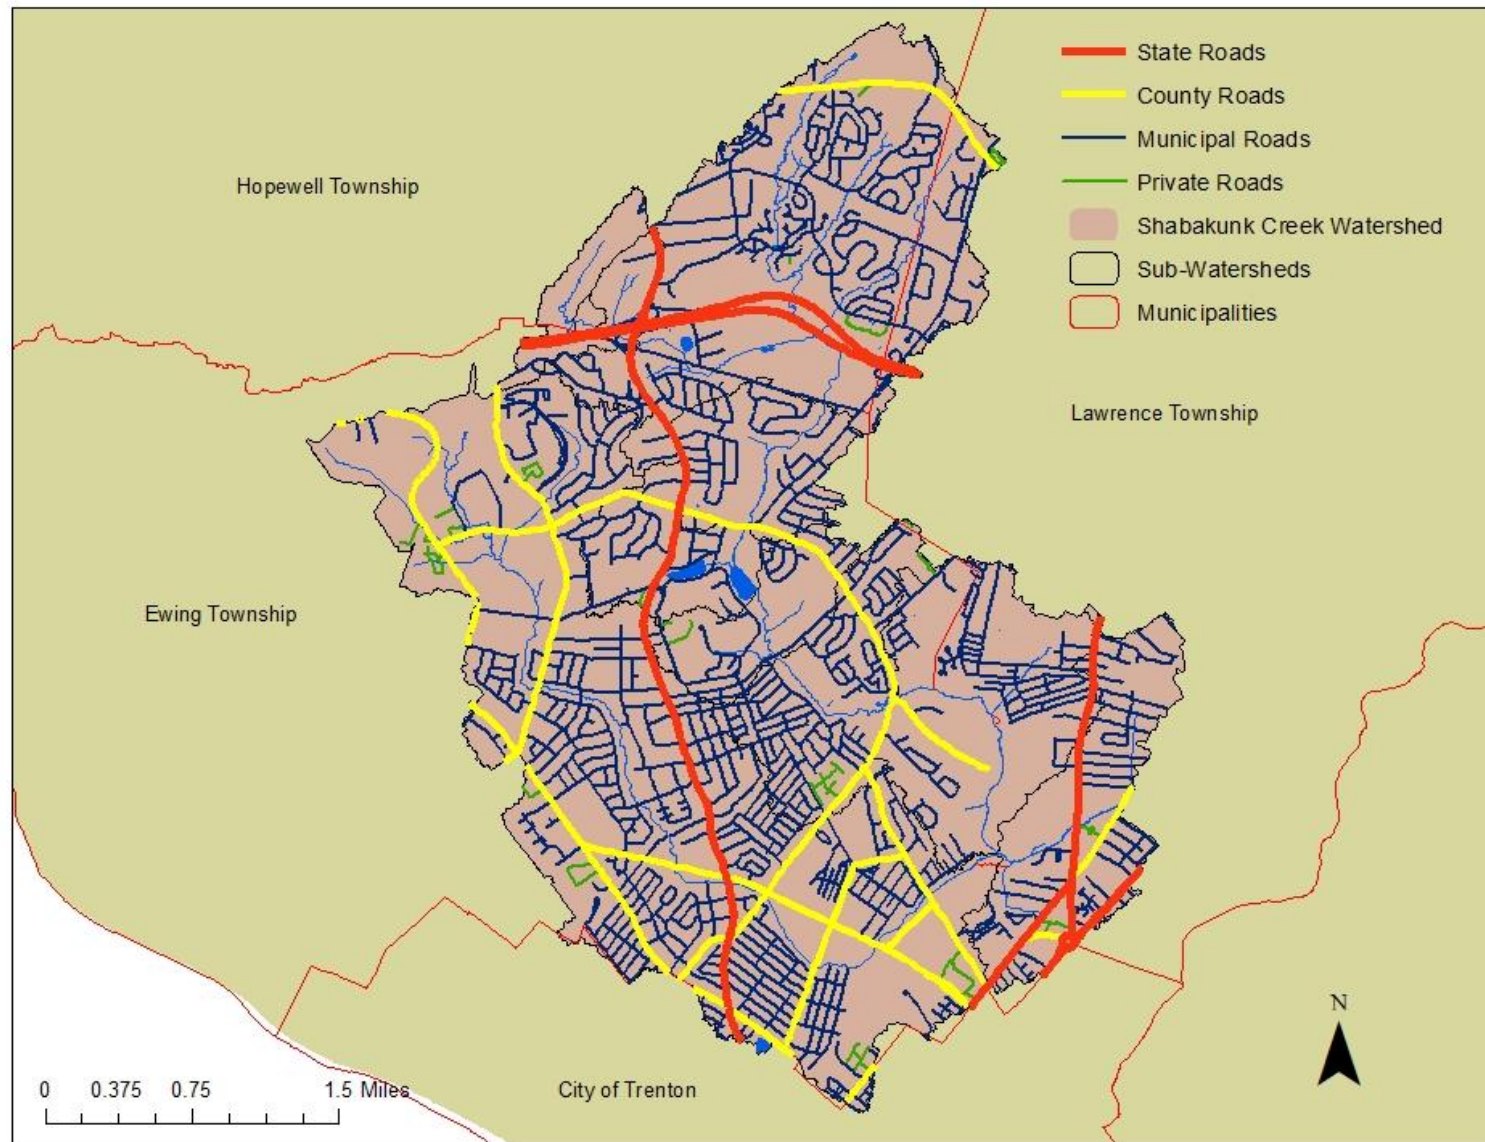 State Roads
County Roads
Municipal Roads
Private Roads
Shabakunk Creek Watershed
Sub-Watersheds
Municipalities
Hopewell Township
Lawrence Township
Ewing Township
City of Trenton
N
0 0.375 0.75 1.5 Miles